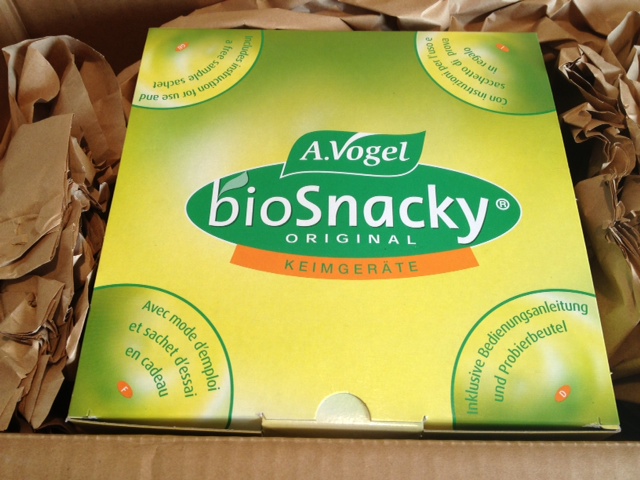 includes instruction for use and
a free sample sachet
Con instruzioni per l'uso e
sacchetto di prova
in regalo
A.Vogel
bioSnacky®
ORIGINAL
KEIMGERÄTE
Avec mode d'emploi
et sachet d'essai
en cadeau
F
Inklusive Bedienungsanleitung
und Probierbeutel
D